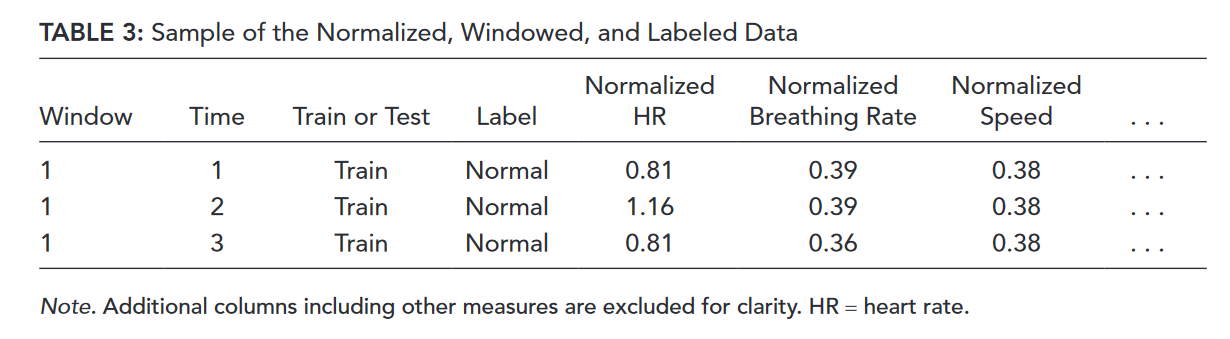 TABLE 3: Sample of the Normalized, Windowed, and Labeled Data
Normalized Normalized Normalized
Window Time Train or Test Label HR Breathing Rate Speed . . .
1 1 Train Normal 0.81 0.39 0.38 . . .
1 2 Train Normal 1.16 0.39 0.38 . . .
1 3 Train Normal 0.81 0.36 0.38 . . .
Note. Additional columns including other measures are excluded for clarity. HR = heart rate.